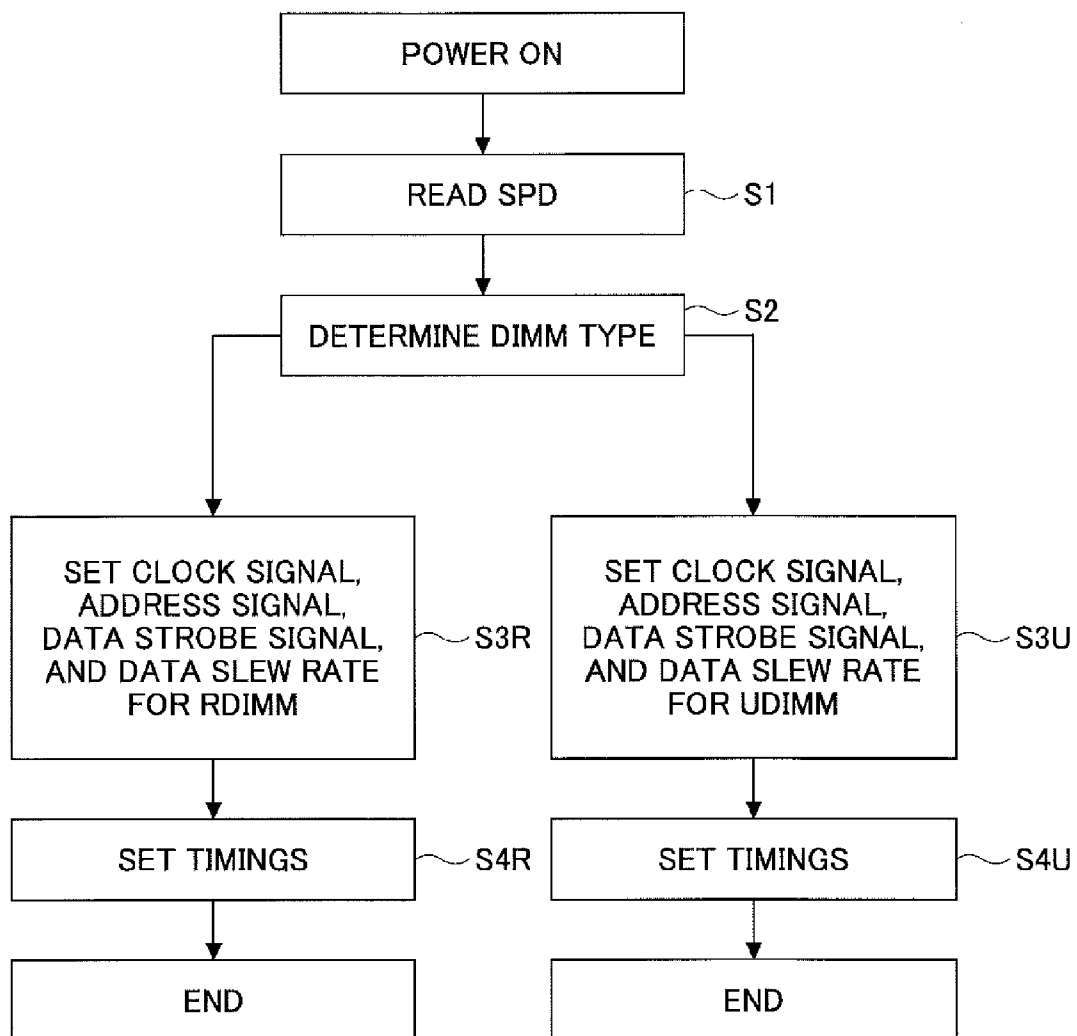 POWER ON
READ SPD
S1
DETERMINE DIMM TYPE
S2
SET CLOCK SIGNAL,
ADDRESS SIGNAL,
DATA STROBE SIGNAL,
AND DATA SLEW RATE
FOR RDIMM
S3R
SET CLOCK SIGNAL,
ADDRESS SIGNAL,
DATA STROBE SIGNAL,
AND DATA SLEW RATE
FOR UDIMM
S3U
SET TIMINGS
S4R
SET TIMINGS
S4U
END
END